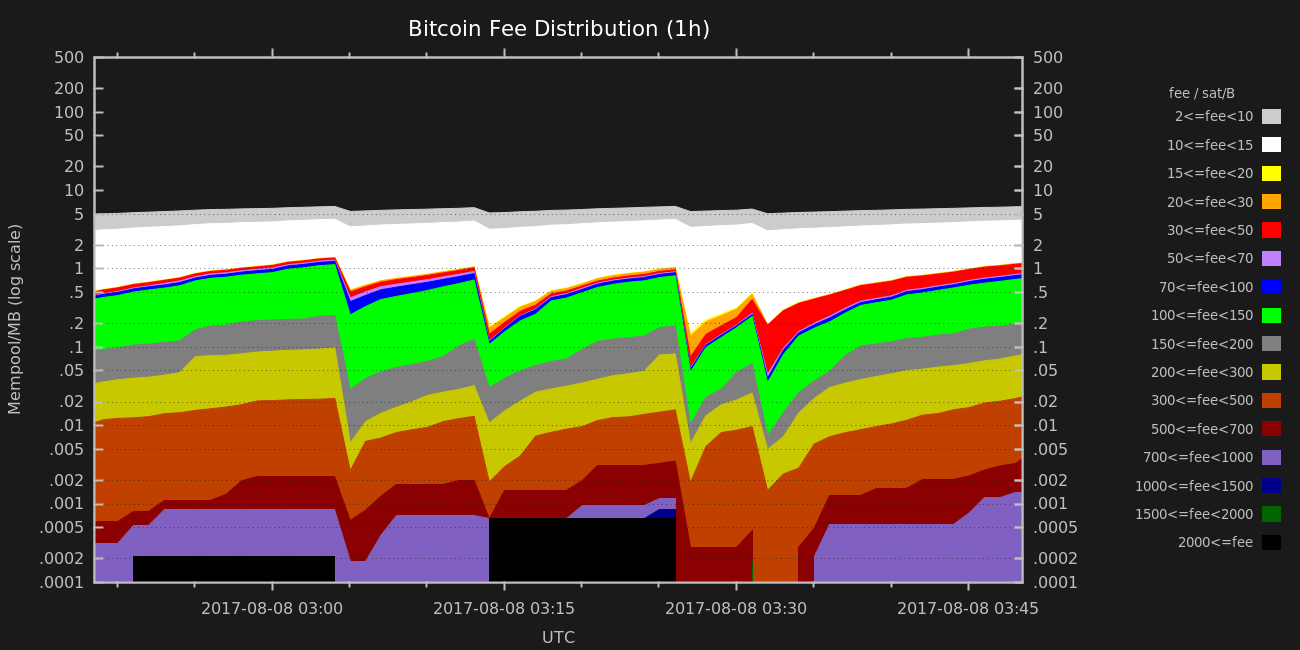 Bitcoin Fee Distribution (1h)
Mempool/MB (log scale)
500
200
100
50
20
10
5
2
1
.5
.2
.1
.05
.02
.01
.005
.002
.001
.0005
.0002
.0001
500
200
100
50
20
10
5
2
1
.5
.2
.1
.05
.02
.01
.005
.002
.001
.0005
.0002
.0001
fee / sat/B
2<=fee<10
10<=fee<15
15<=fee<20
20<=fee<30
30<=fee<50
50<=fee<70
70<=fee<100
100<=fee<150
150<=fee<200
200<=fee<300
300<=fee<500
500<=fee<700
700<=fee<1000
1000<=fee<1500
1500<=fee<2000
2000<=fee
2017-08-08 03:00 2017-08-08 03:15 2017-08-08 03:30 2017-08-08 03:45
UTC